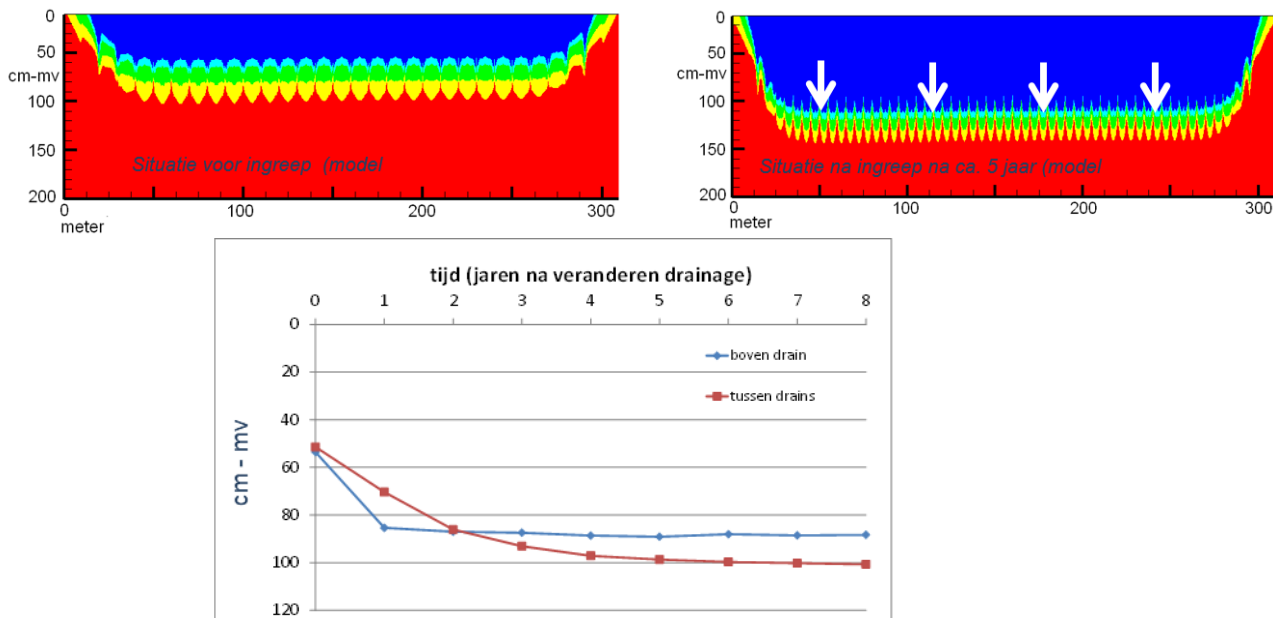 0
50
cm-mv
100
150
200
Situatie voor ingreep (model
0
100
200
300
meter
0
50
cm-mv
100
150
200
Situatie na ingreep na ca. 5 jaar (model
0
100
200
300
meter
tijd (jaren na veranderen drainage)
0 1 2 3 4 5 6 7 8
0
20
40
60
80
100
120
cm - mv
boven drain
tussen drains